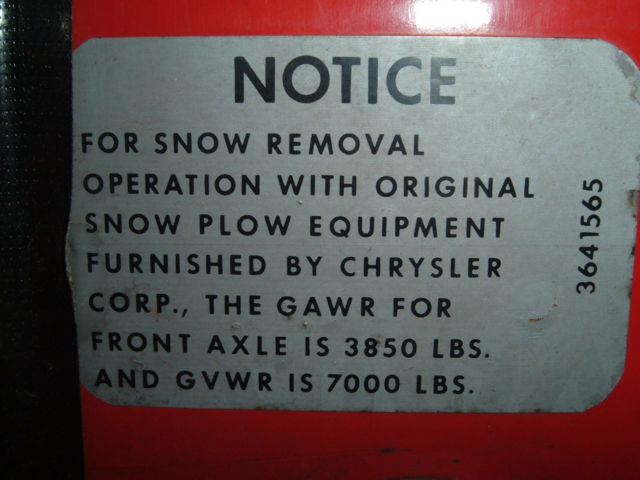 NOTICE
FOR SNOW REMOVAL
OPERATION WITH ORIGINAL
SNOW PLOW EQUIPMENT
FURNISHED BY CHRYSLER
CORP., THE GAWR FOR
FRONT AXLE IS 3850 LBS.
AND GVWR IS 7000 LBS.
3641565